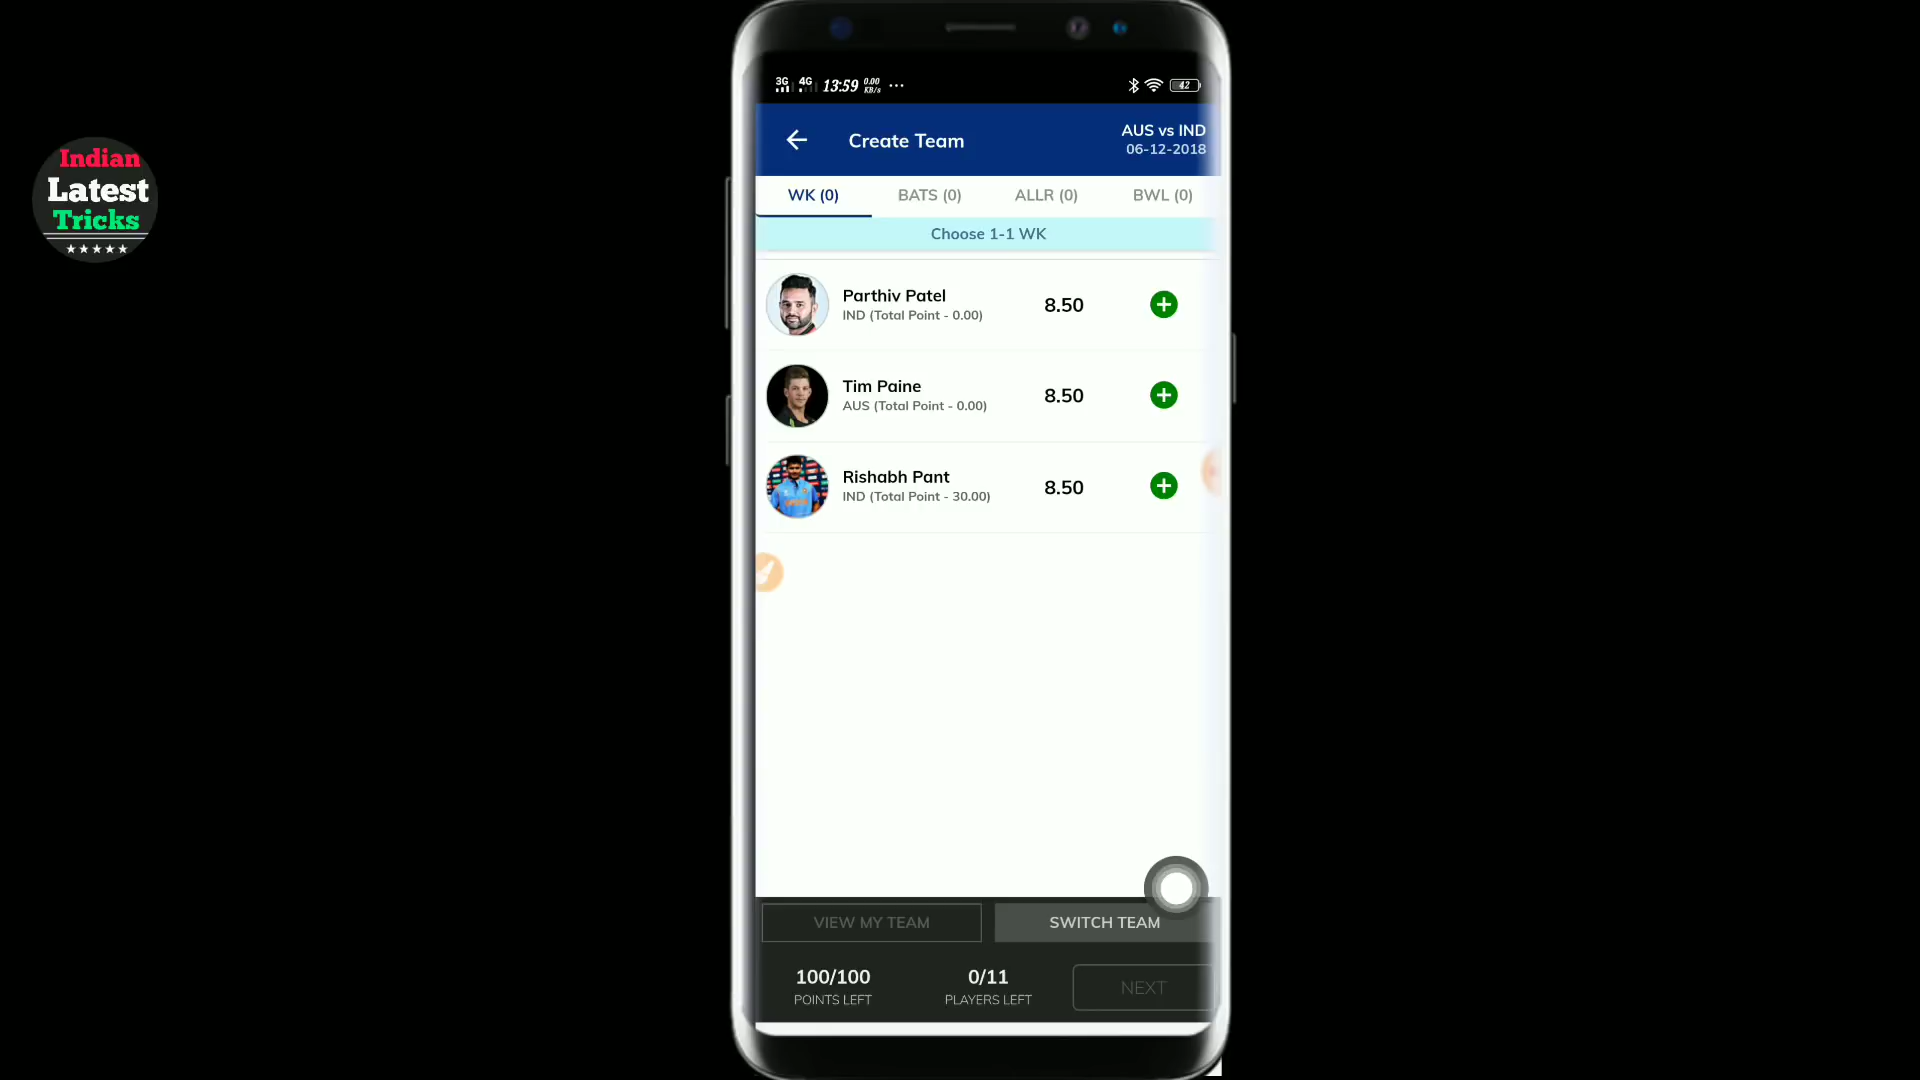 Indian
Latest
Tricks
3G 4G 13:59 0.00 KB/s ... 42
Create Team
AUS vs IND
06-12-2018
WK (0) BATS (0) ALLR (0) BWL (0)
Choose 1-1 WK
Parthiv Patel
IND (Total Point - 0.00)
8.50
Tim Paine
AUS (Total Point - 0.00)
8.50
Rishabh Pant
IND (Total Point - 30.00)
8.50
VIEW MY TEAM SWITCH TEAM
100/100
POINTS LEFT
0/11
PLAYERS LEFT
NEXT